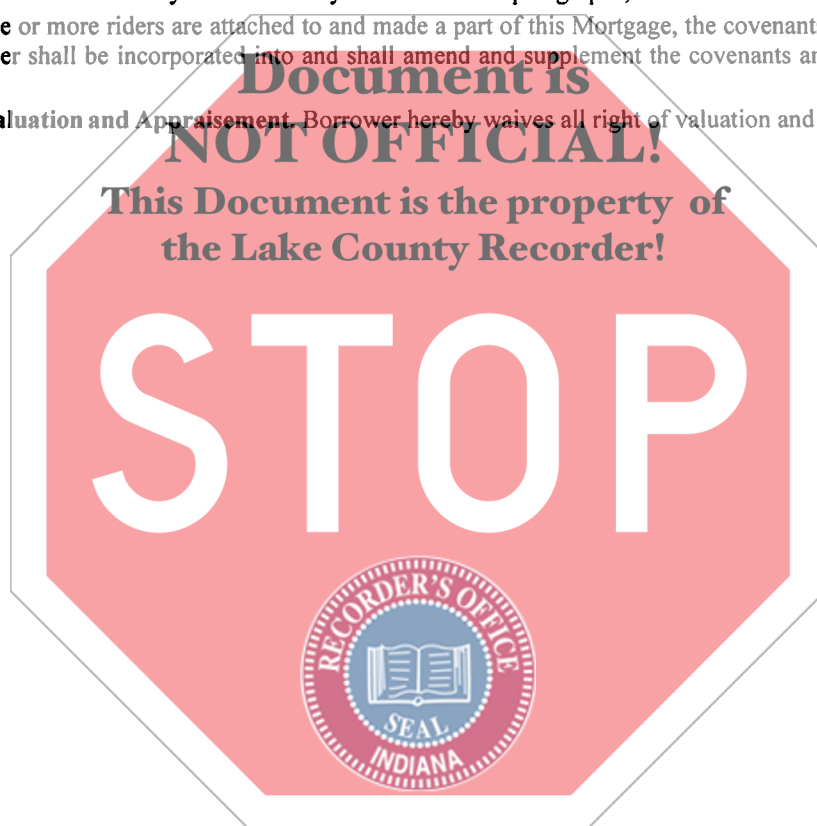 e or more riders are attached to and made a part of this Mortgage, the covenant
er shall be incorporated into and shall amend and supplement the covenants an
Document is
aluation and Appraisement. Borrower hereby waives all right of valuation and
NOT OFFICIAL!
This Document is the property of
the Lake County Recorder!
STOP
RECORDER'S OFFICE
SEAL
INDIANA